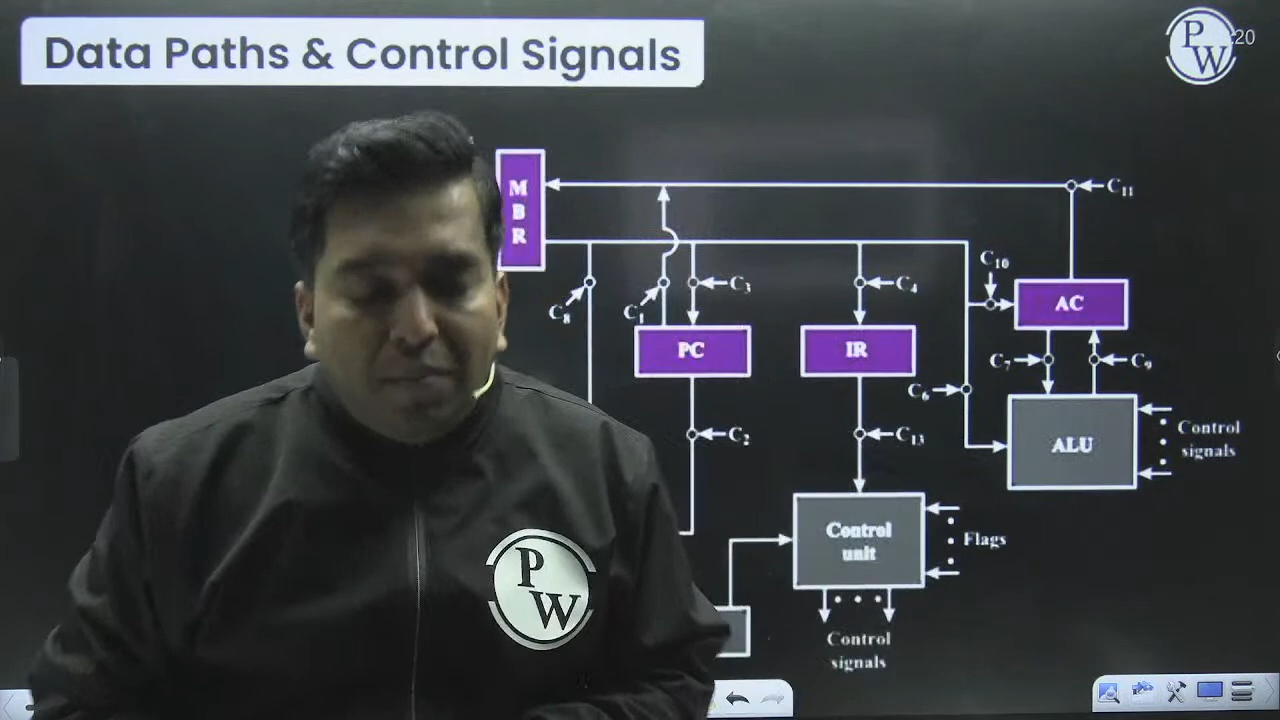 Data Paths & Control Signals
PW
20
M
B
R
C11
C10
C8
C1
C3
C4
AC
PC
IR
C7
C9
C6
C2
C13
ALU
Control
signals
Control
unit
Flags
Control
signals
PW